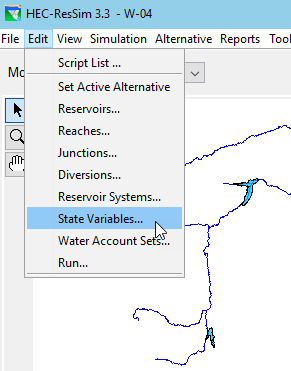 HEC-ResSim 3.3 - W-04
File Edit View Simulation Alternative Reports Tool
Mo
Script List ...
Set Active Alternative
Reservoirs...
Reaches...
Junctions...
Diversions...
Reservoir Systems...
State Variables...
Water Account Sets...
Run...